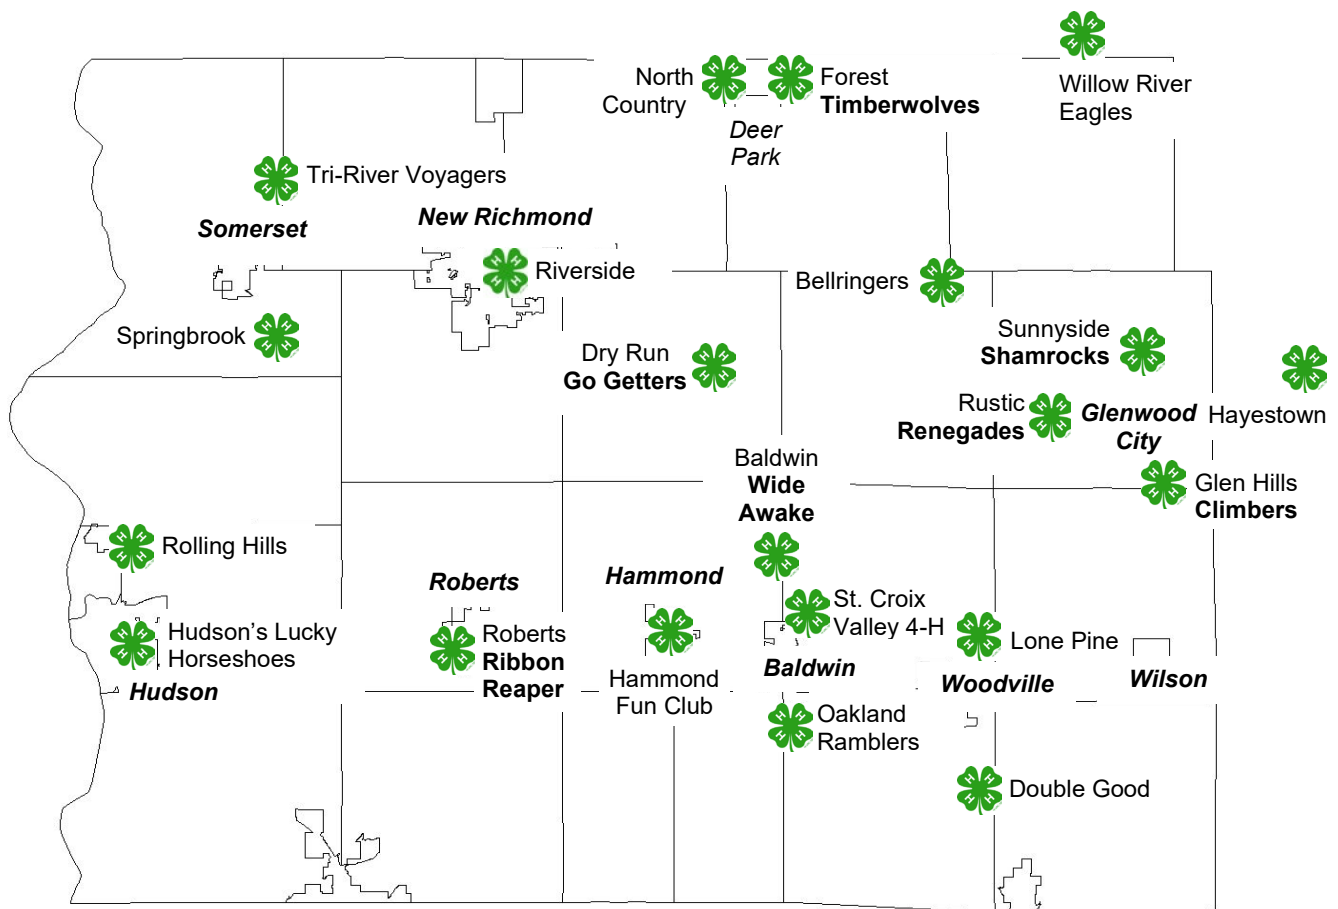 North
Country
Forest
Timberwolves
Willow River
Eagles
Deer
Park
Tri-River Voyagers
Somerset
New Richmond
Riverside
Bellringers
Springbrook
Dry Run
Go Getters
Sunnyside
Shamrocks
Rustic
Renegades
Glenwood
City
Hayestown
Baldwin
Wide
Awake
Glen Hills
Climbers
Rolling Hills
Roberts
Hammond
St. Croix
Valley 4-H
Hudson's Lucky
Horseshoes
Hudson
Roberts
Ribbon
Reaper
Hammond
Fun Club
Baldwin
Lone Pine
Woodville
Wilson
Oakland
Ramblers
Double Good